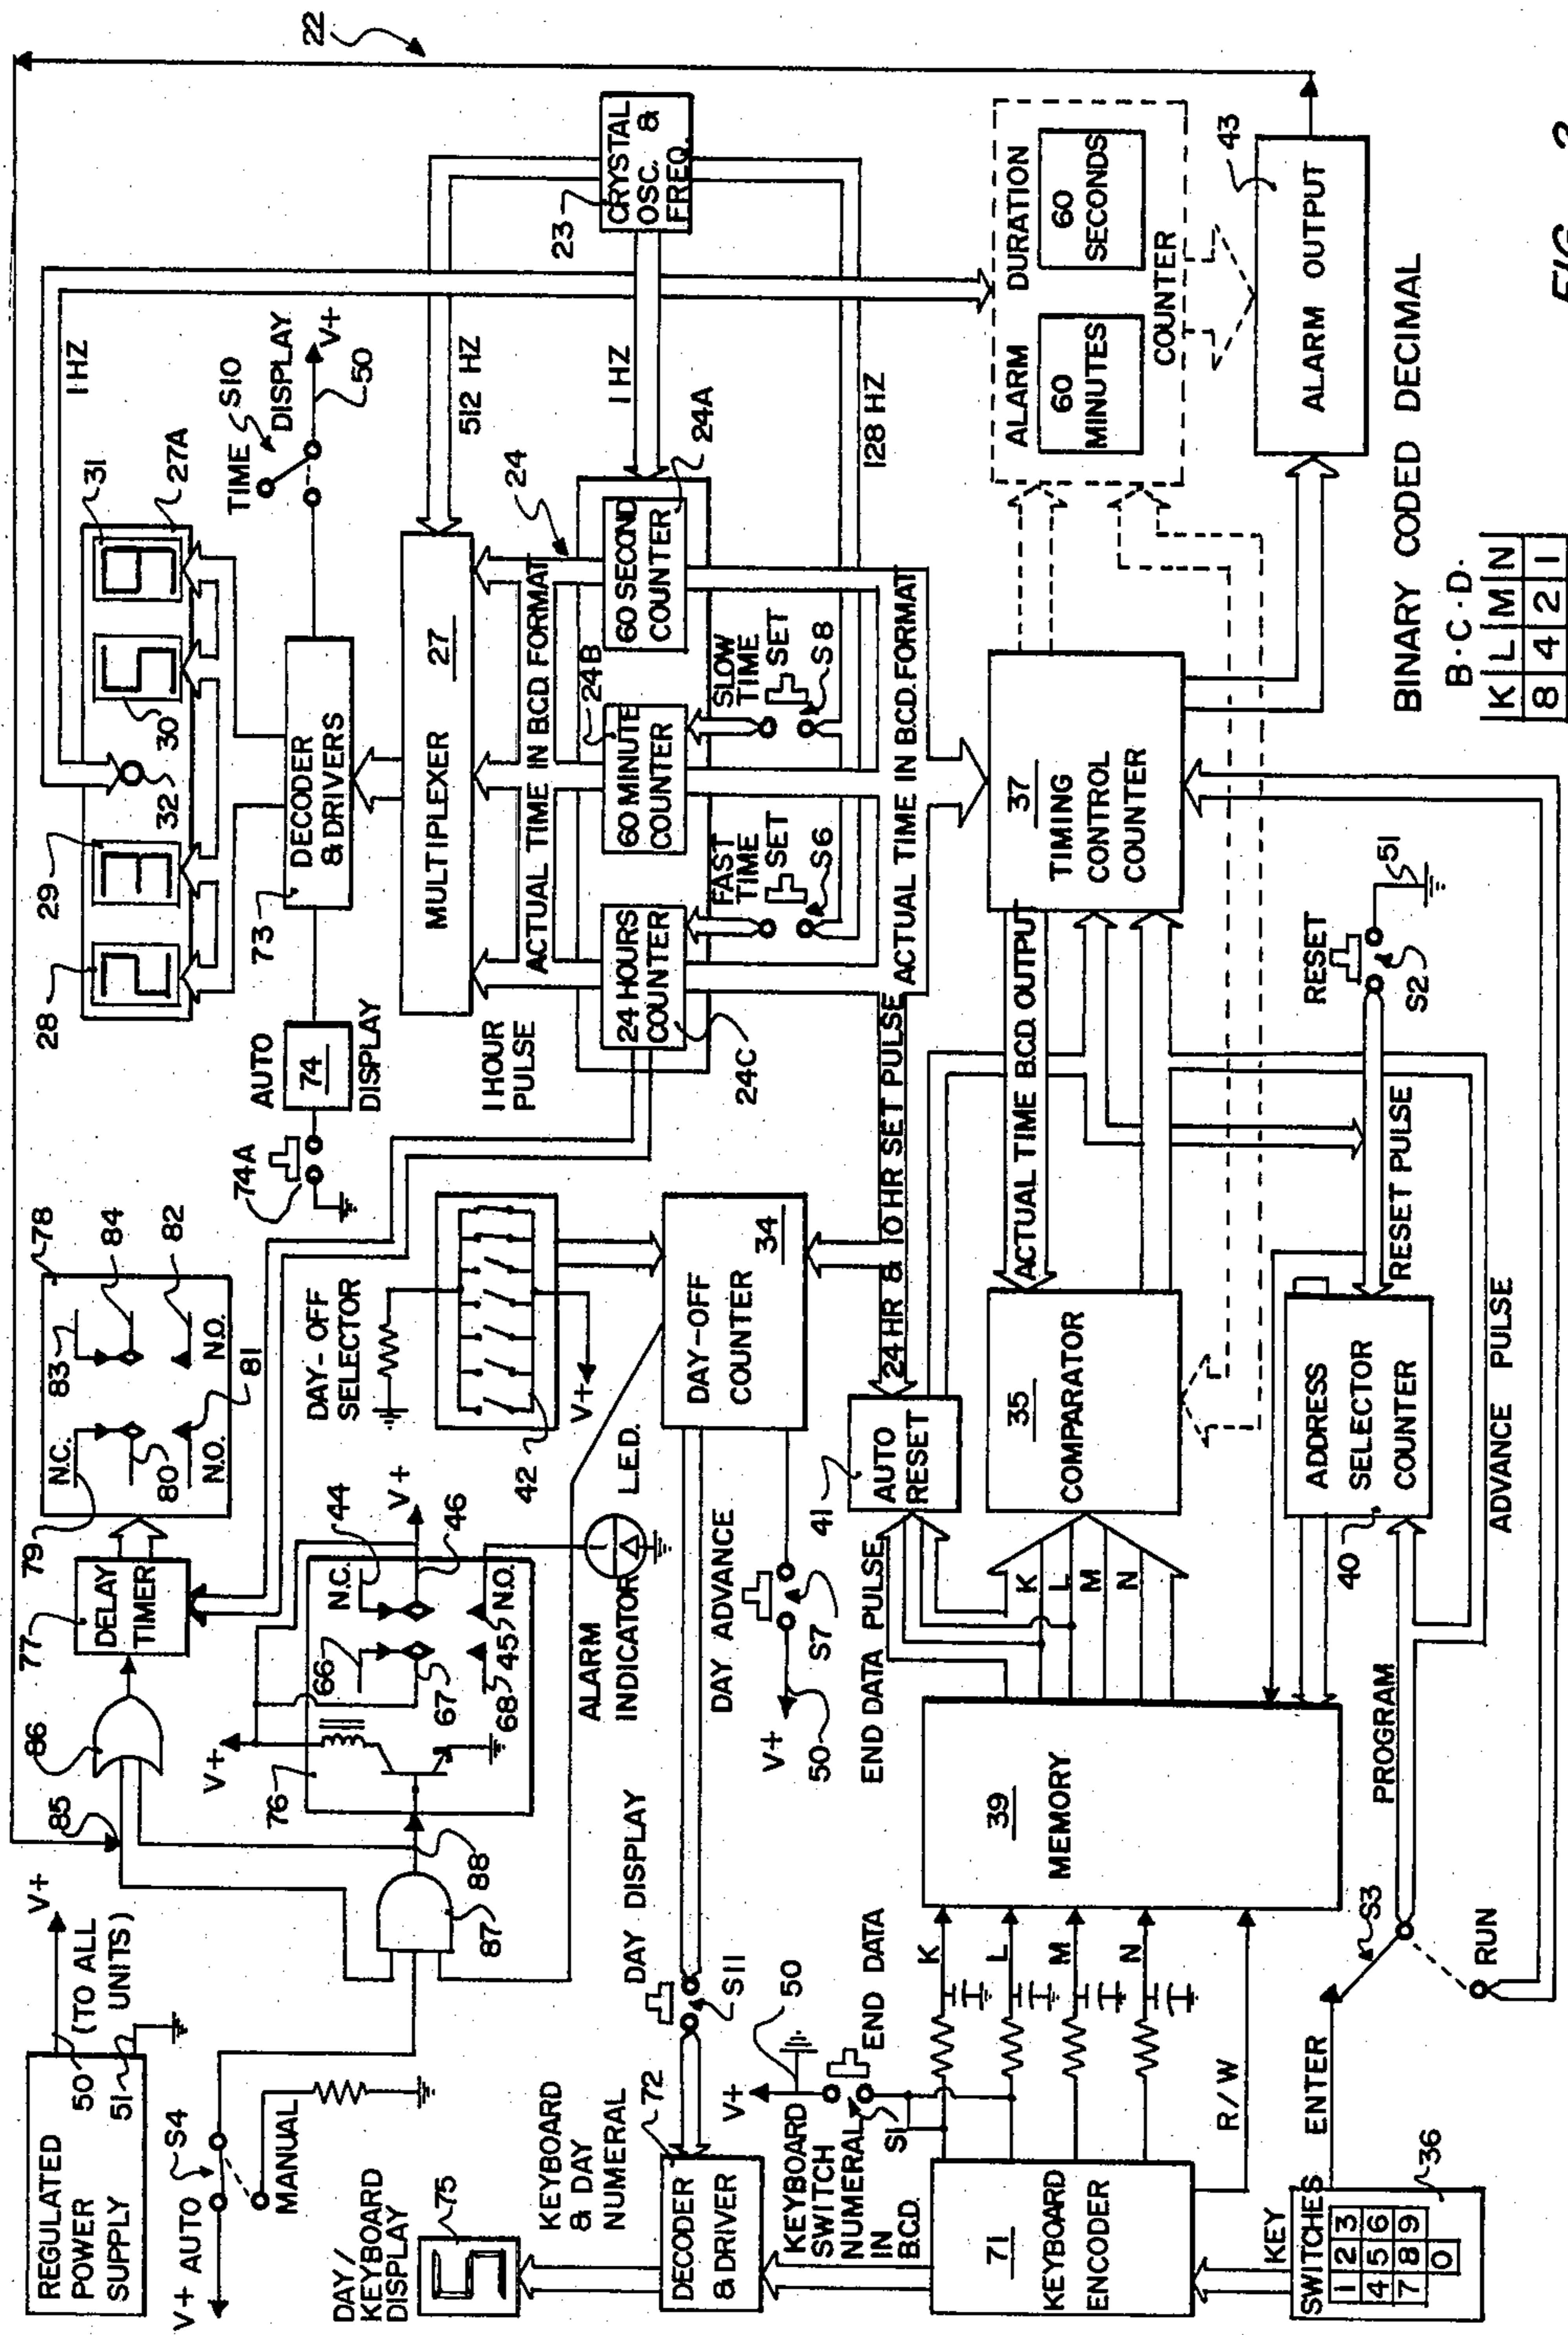 REGULATED
POWER
SUPPLY
50
51
V+
(TO ALL
UNITS)
V+ AUTO
S4
MANUAL
85
86
77
DELAY
TIMER
79
N.C.
80
N.O.
81
83
84
82
N.O.
78
87
88
V+
76
66
67
68
N.C.
44
V+
46
N.O.
45
ALARM
INDICATOR
L.E.D.
DAY-OFF
SELECTOR
V+
42
74A
AUTO
74
DISPLAY
73
DECODER
& DRIVERS
28
29
32
30
31
27A
1 HZ
TIME
S10
DISPLAY
V+
50
22
MULTIPLEXER
27
512 HZ
1 HOUR
PULSE
ACTUAL TIME IN B.C.D. FORMAT
24
24 HOURS
COUNTER
24C
60 MINUTE
COUNTER
24B
60 SECOND
COUNTER
24A
1 HZ
23
CRYSTAL
OSC. &
FREQ.
FAST
TIME
SET
S6
SLOW
TIME
SET
S8
128 HZ
ACTUAL TIME IN B.C.D. FORMAT
DAY/
KEYBOARD
DISPLAY
75
KEYBOARD
& DAY
NUMERAL
72
DECODER
& DRIVER
DAY DISPLAY
S11
DAY-OFF
COUNTER
34
DAY ADVANCE
S7
V+
50
24 HR & 10 HR SET PULSE
41
AUTO
RESET
END DATA PULSE
KEYBOARD
SWITCH
NUMERAL
IN
B.C.D.
V+
50
S1
END DATA
71
KEYBOARD
ENCODER
K
L
M
N
R/W
39
MEMORY
K
L
M
N
35
COMPARATOR
ACTUAL TIME B.C.D. OUTPUT
37
TIMING
CONTROL
COUNTER
ALARM
DURATION
60
MINUTES
60
SECONDS
COUNTER
43
ALARM OUTPUT
KEY
SWITCHES
1 2 3
4 5 6
7 8 9
0
36
ENTER
S3
RUN
PROGRAM
40
ADDRESS
SELECTOR
COUNTER
RESET PULSE
ADVANCE PULSE
RESET
S2
51
BINARY CODED DECIMAL
B.C.D.
K L M N
8 4 2 1